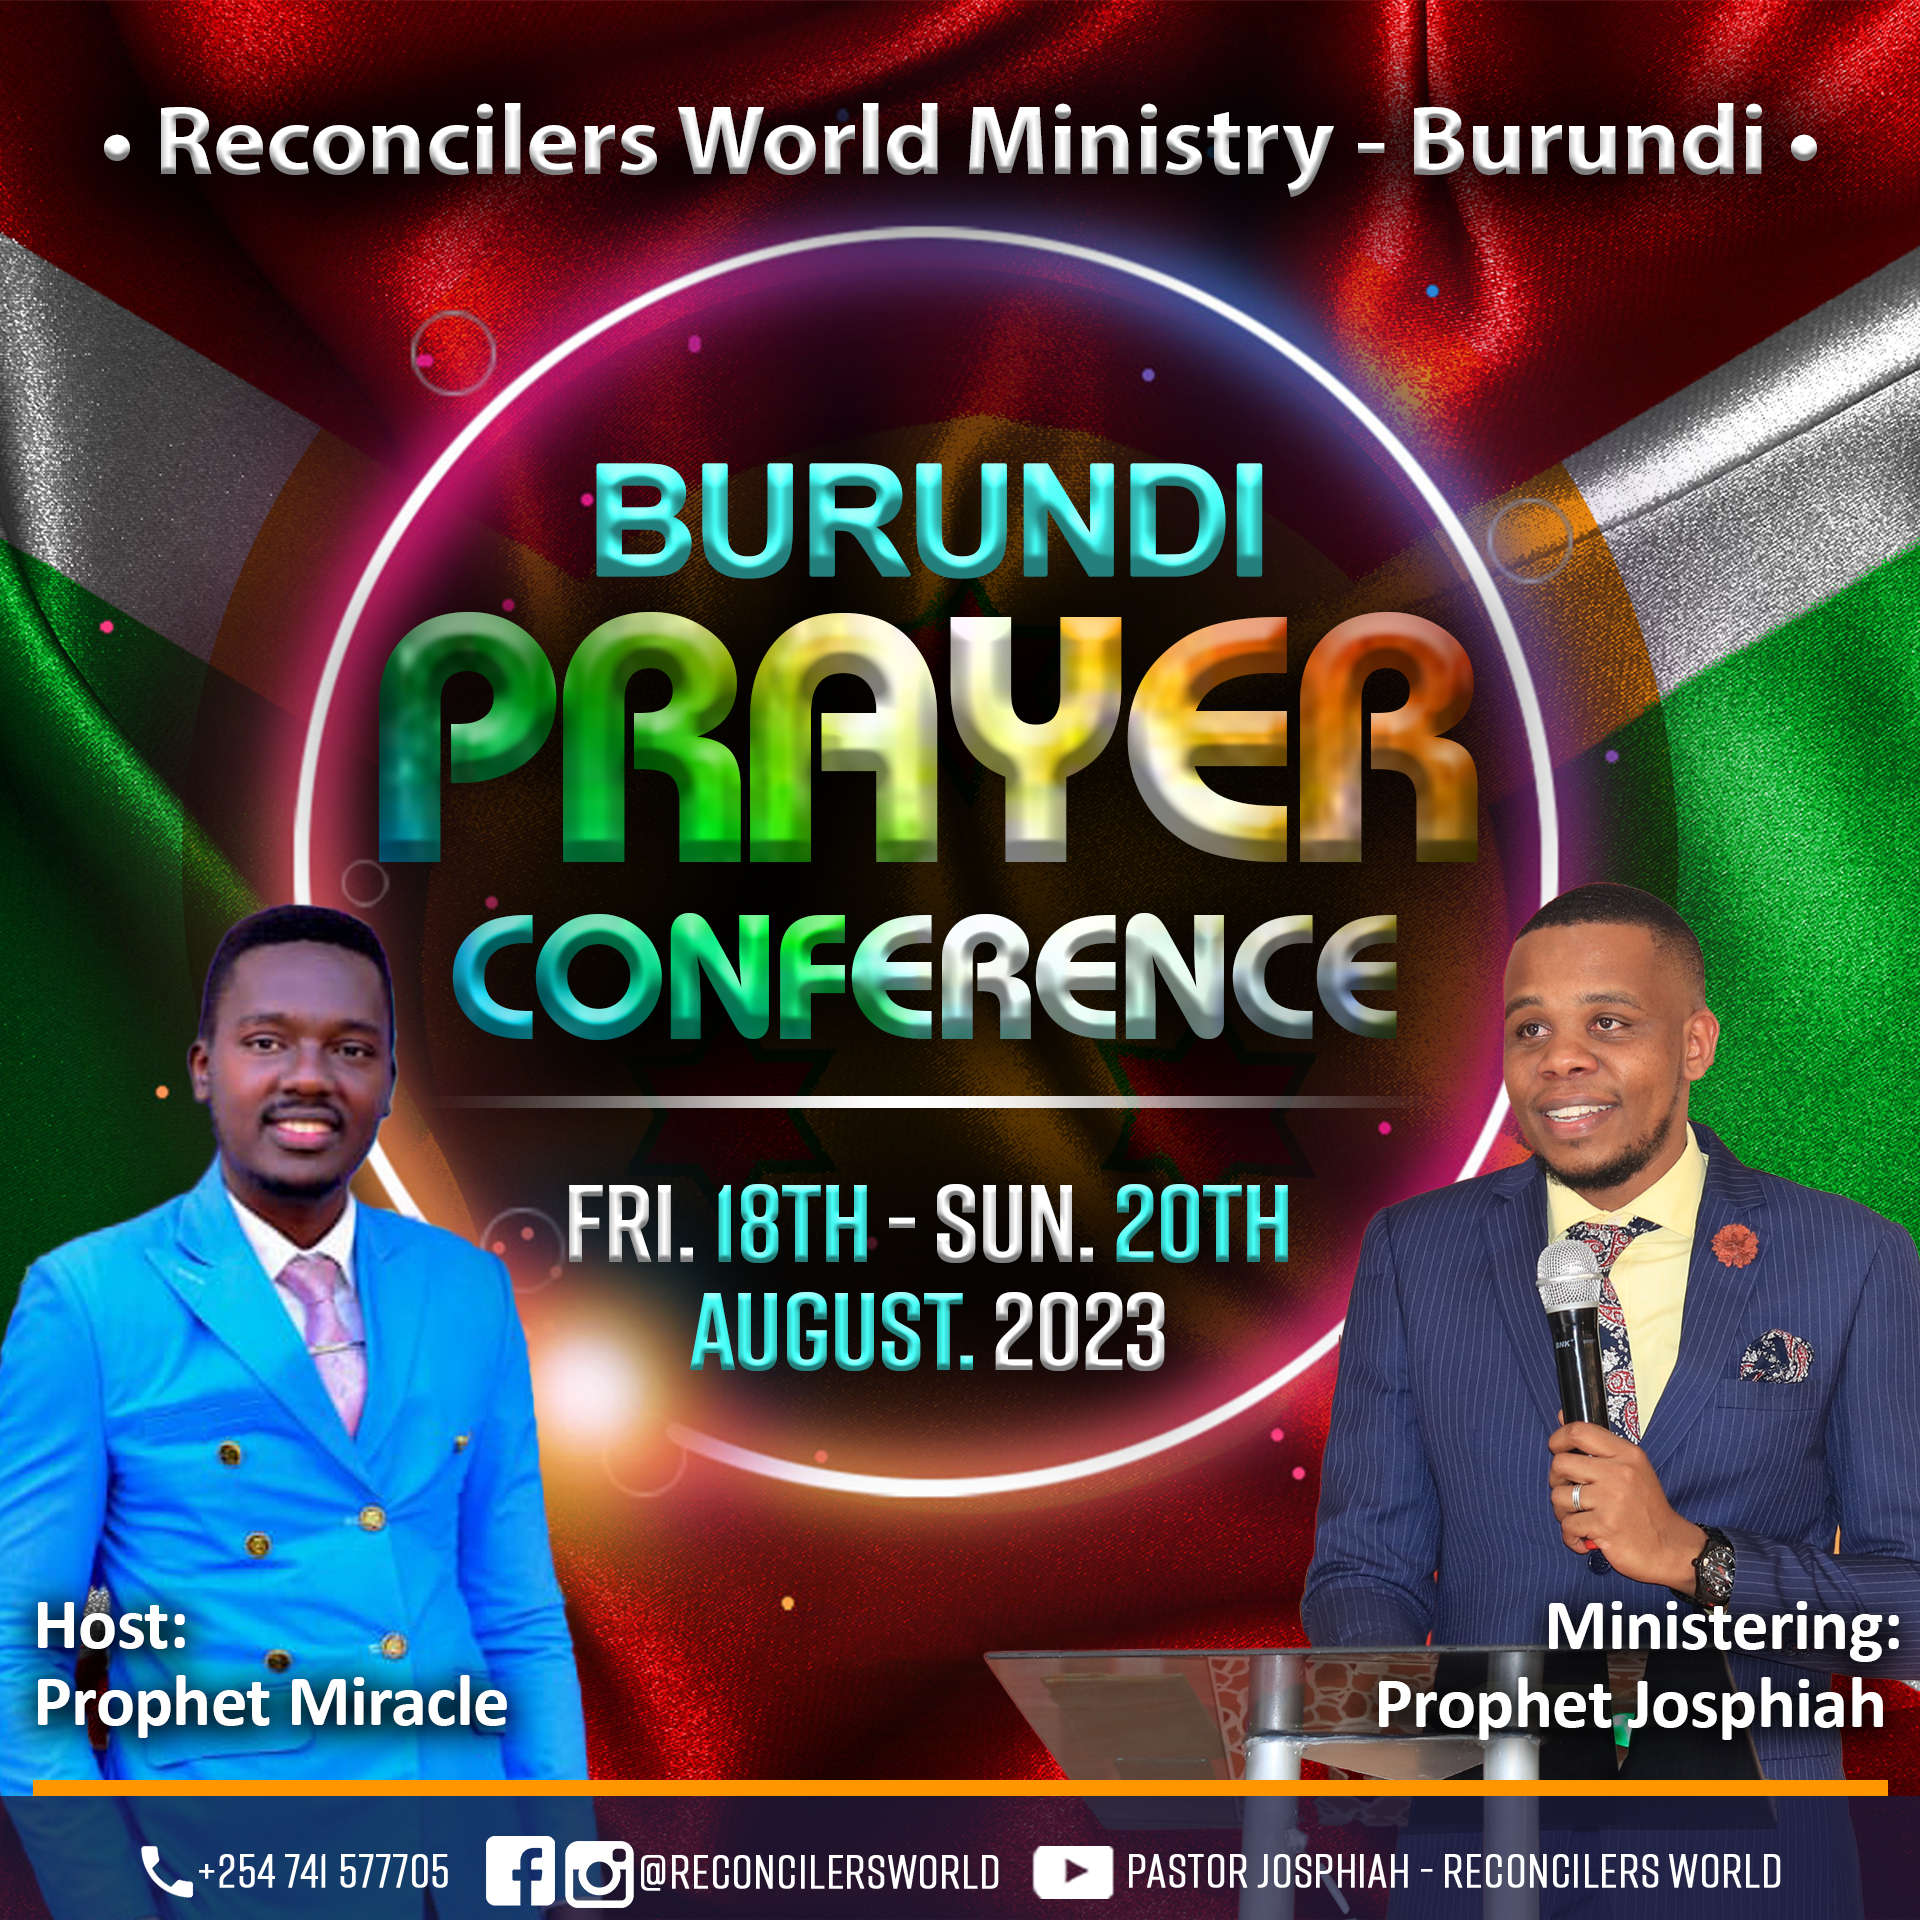 • Reconcilers World Ministry - Burundi •
BURUNDI
PRAYER
CONFERENCE
FRI. 18TH - SUN. 20TH
AUGUST. 2023
Host:
Prophet Miracle
Ministering:
Prophet Josphiah
+254 741 577705 @RECONCILERSWORLD PASTOR JOSPHIAH - RECONCILERS WORLD
BNK